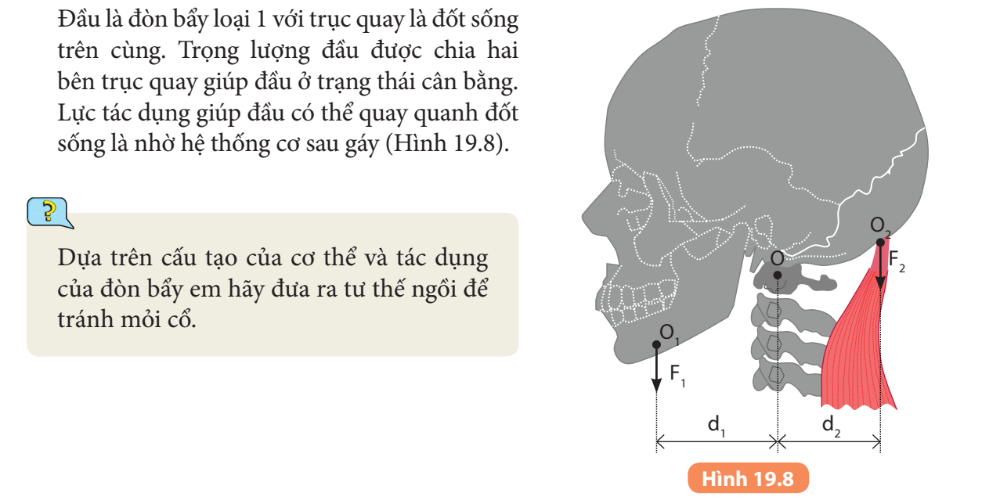 Đầu là đòn bẩy loại 1 với trục quay là đốt sống
trên cùng. Trọng lượng đầu được chia hai
bên trục quay giúp đầu ở trạng thái cân bằng.
Lực tác dụng giúp đầu có thể quay quanh đốt
sống là nhờ hệ thống cơ sau gáy (Hình 19.8).
?
Dựa trên cấu tạo của cơ thể và tác dụng
của đòn bẩy em hãy đưa ra tư thế ngồi để
tránh mỏi cổ.
O₂
F₂
O
O₁
F₁
d₁ d₂
Hình 19.8